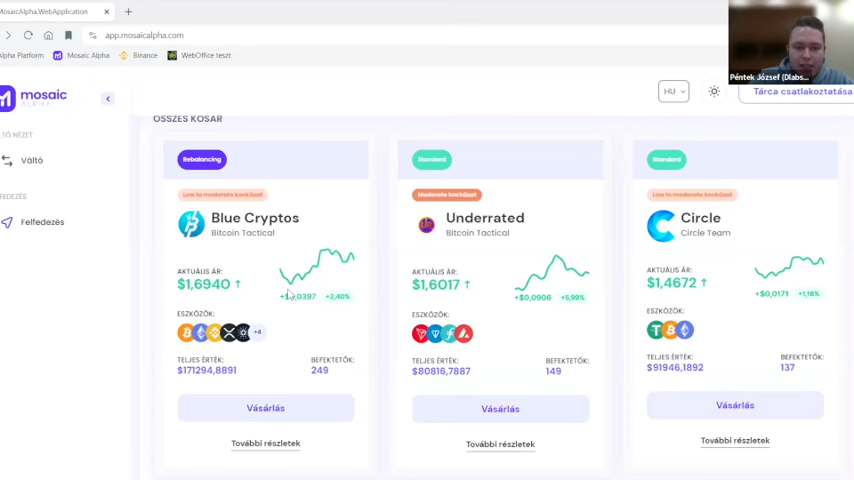 MosaicAlpha.WebApplication
app.mosaicalpha.com
Alpha Platform
Mosaic Alpha
Binance
WebOffice teszt
Péntek József (Dlabs...
mosaic
ALPHA
HU
Tárca csatlakoztatása
LTÓ NÉZET
Váltó
FEDEZÉS
Felfedezés
ÖSSZES KOSÁR
Rebalancing
Low to moderate kockázat
Blue Cryptos
Bitcoin Tactical
AKTUÁLIS ÁR:
$1,6940
+2,40%
ESZKÖZÖK:
+4
TELJES ÉRTÉK:
$171294,8891
BEFEKTETŐK:
249
Vásárlás
További részletek
Standard
Moderate kockázat
Underrated
Bitcoin Tactical
AKTUÁLIS ÁR:
$1,6017
+$0,0906
+5,99%
ESZKÖZÖK:
TELJES ÉRTÉK:
$80816,7887
BEFEKTETŐK:
149
Vásárlás
További részletek
Standard
Low to moderate kockázat
Circle
Circle Team
AKTUÁLIS ÁR:
$1,4672
+$0,0171
+1,18%
ESZKÖZÖK:
TELJES ÉRTÉK:
$91946,1892
BEFEKTETŐK:
137
Vásárlás
További részletek